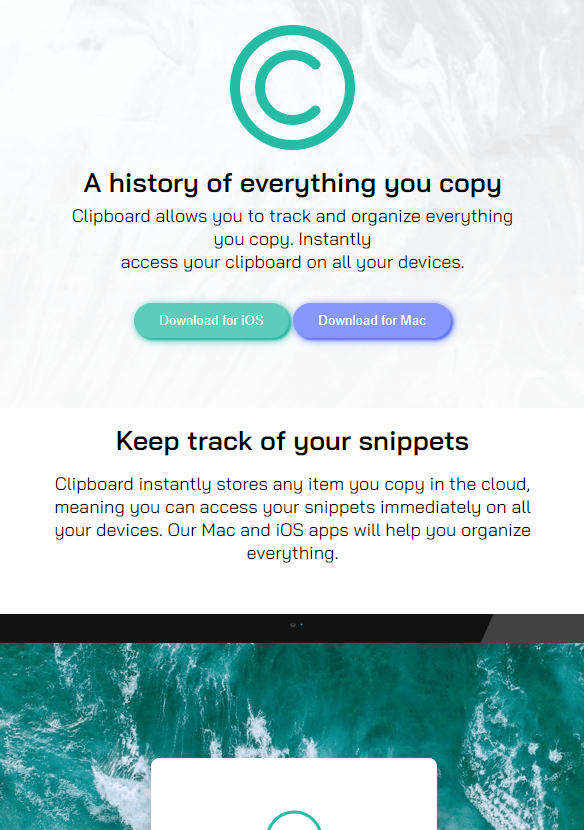 A history of everything you copy
Clipboard allows you to track and organize everything
you copy. Instantly
access your clipboard on all your devices.
Download for iOS
Download for Mac
Keep track of your snippets
Clipboard instantly stores any item you copy in the cloud,
meaning you can access your snippets immediately on all
your devices. Our Mac and iOS apps will help you organize
everything.